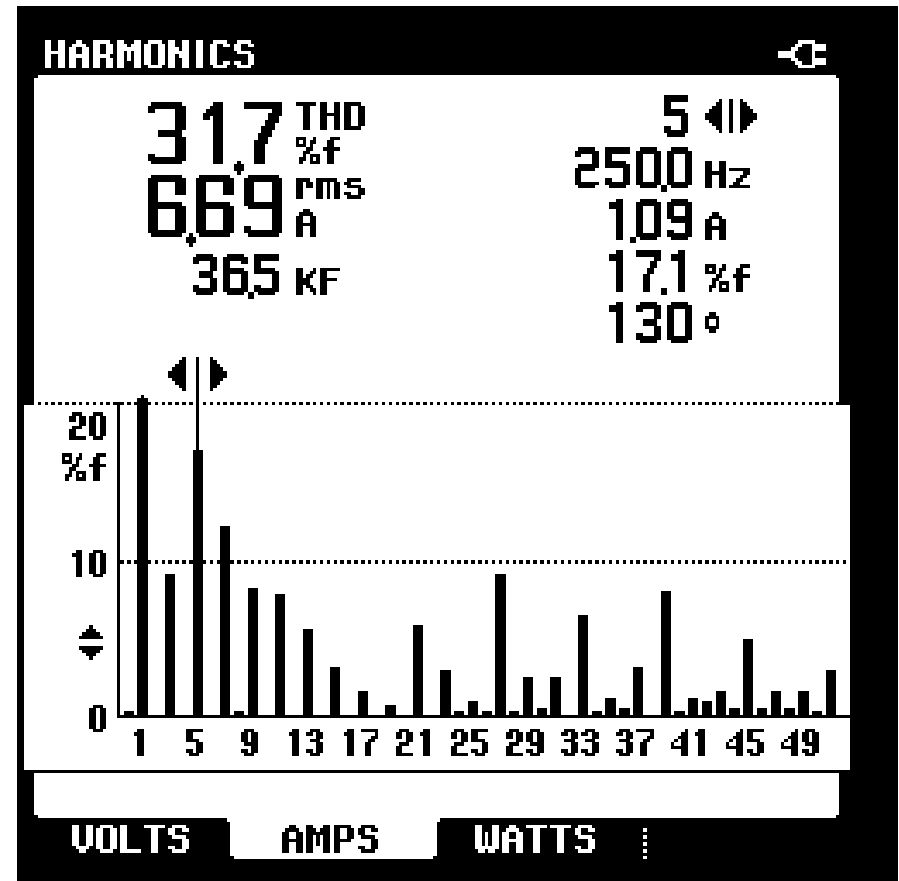 HARMONICS
31.7 THD %f
5
6.69 rms A
250.0 Hz
1.09 A
36.5 KF
17.1 %f
130 °
20
%f
10
0
1 5 9 13 17 21 25 29 33 37 41 45 49
VOLTS AMPS WATTS